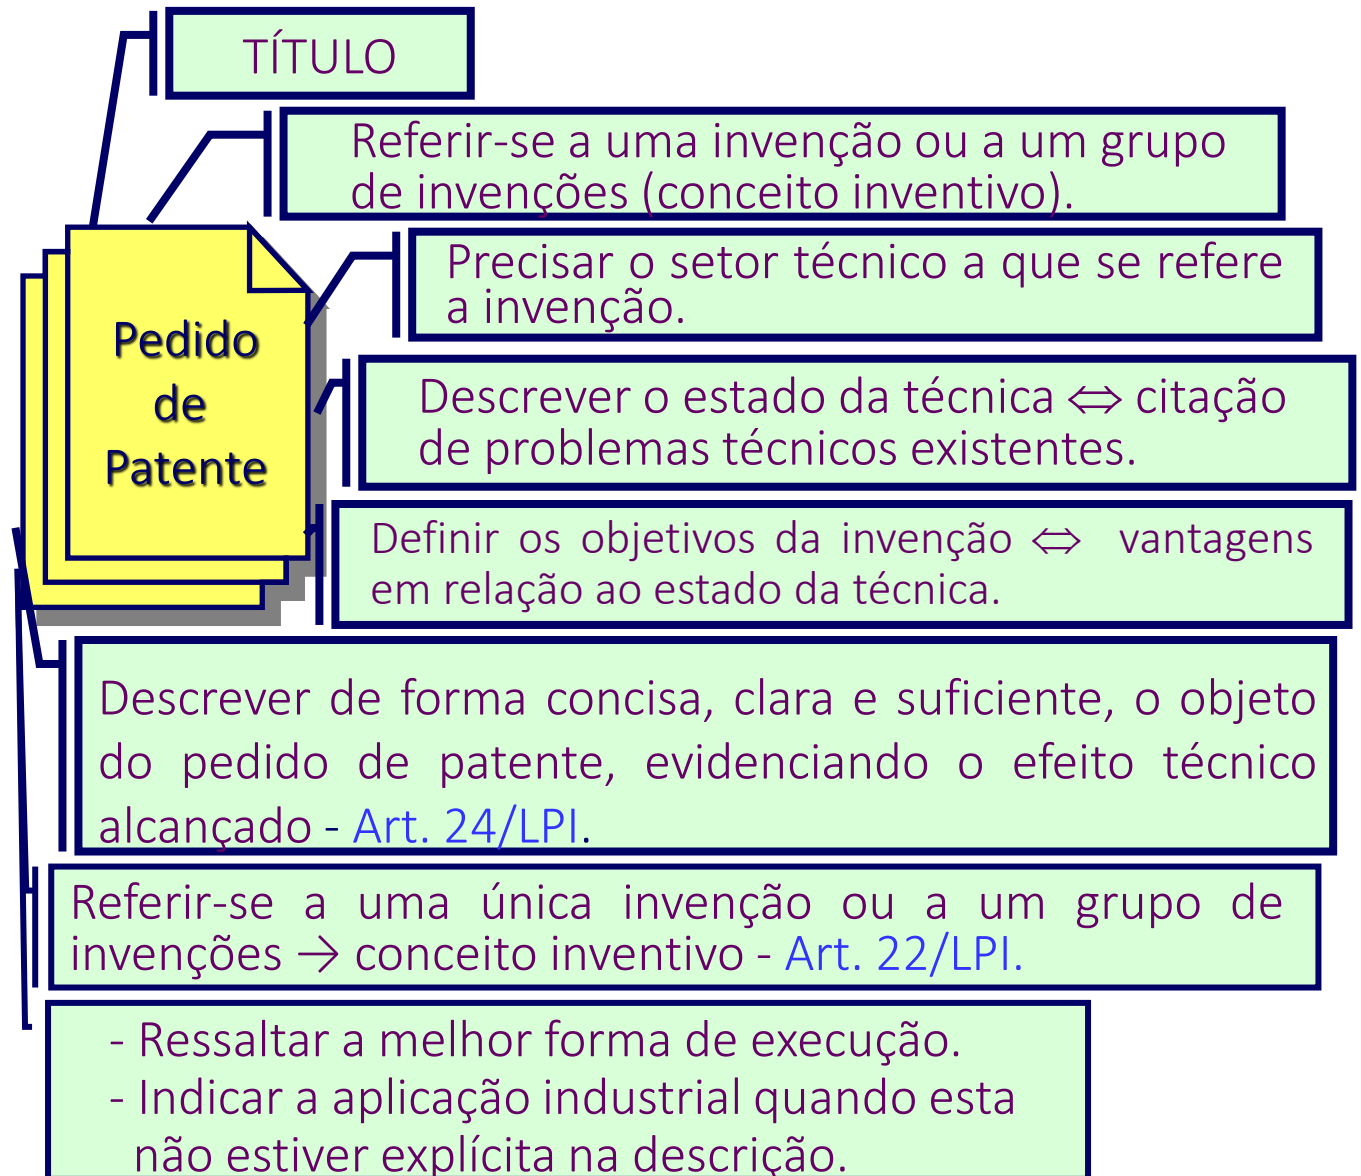 TÍTULO
Referir-se a uma invenção ou a um grupo
de invenções (conceito inventivo).
Precisar o setor técnico a que se refere
a invenção.
Pedido
de
Patente
Descrever o estado da técnica ⇔ citação
de problemas técnicos existentes.
Definir os objetivos da invenção ⇔ vantagens
em relação ao estado da técnica.
Descrever de forma concisa, clara e suficiente, o objeto
do pedido de patente, evidenciando o efeito técnico
alcançado - Art. 24/LPI.
Referir-se a uma única invenção ou a um grupo de
invenções → conceito inventivo - Art. 22/LPI.
- Ressaltar a melhor forma de execução.
- Indicar a aplicação industrial quando esta
não estiver explícita na descrição.